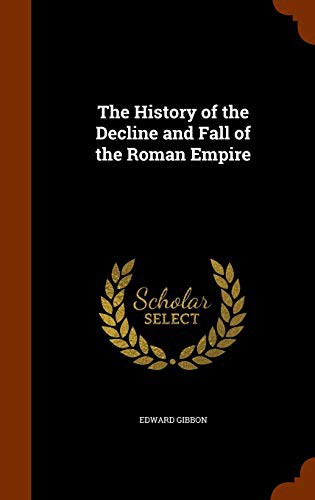 The History of the
Decline and Fall of
the Roman Empire
Scholar
SELECT
EDWARD GIBBON